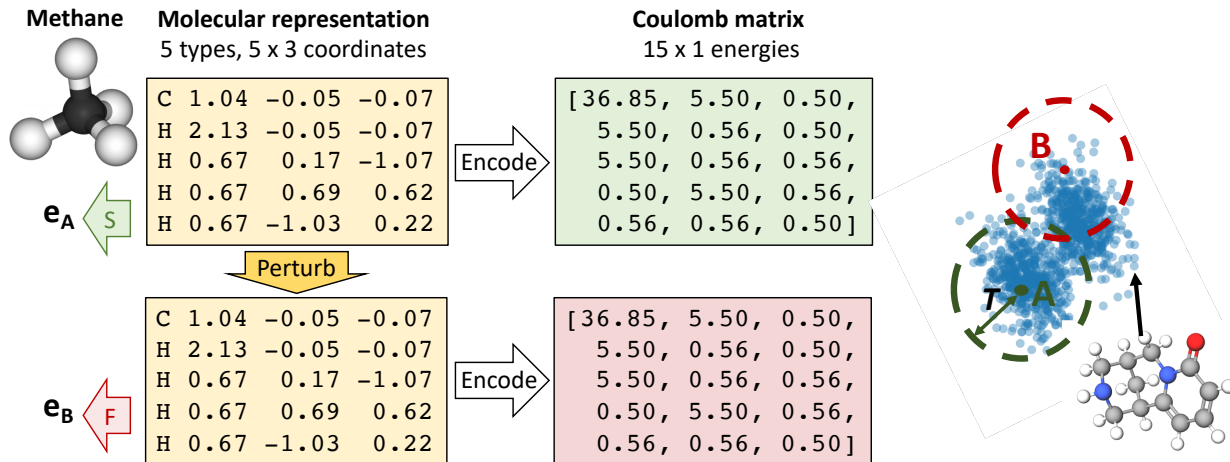 Methane
Molecular representation
5 types, 5 x 3 coordinates
Coulomb matrix
15 x 1 energies
C 1.04 -0.05 -0.07
H 2.13 -0.05 -0.07
H 0.67 0.17 -1.07
H 0.67 0.69 0.62
H 0.67 -1.03 0.22
Encode
[36.85, 5.50, 0.50,
5.50, 0.56, 0.50,
5.50, 0.56, 0.56,
0.50, 5.50, 0.56,
0.56, 0.56, 0.50]
eA
S
Perturb
C 1.04 -0.05 -0.07
H 2.13 -0.05 -0.07
H 0.67 0.17 -1.07
H 0.67 0.69 0.62
H 0.67 -1.03 0.22
Encode
[36.85, 5.50, 0.50,
5.50, 0.56, 0.50,
5.50, 0.56, 0.56,
0.50, 5.50, 0.56,
0.56, 0.56, 0.50]
eB
F
B
A
T